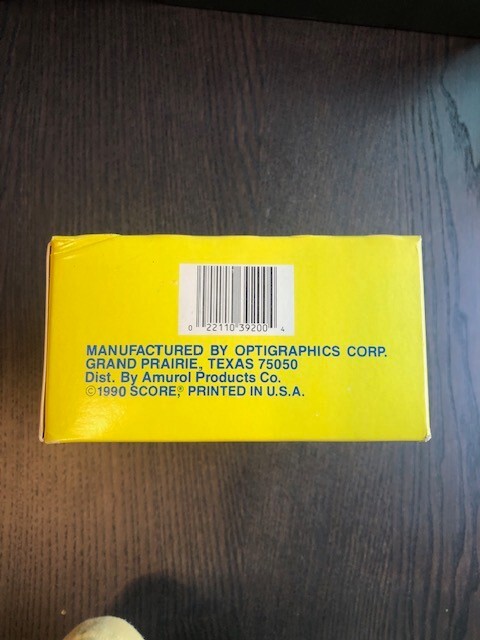 0 22110 39200 4
MANUFACTURED BY OPTIGRAPHICS CORP.
GRAND PRAIRIE, TEXAS 75050
Dist. By Amurol Products Co.
©1990 SCORE,® PRINTED IN U.S.A.